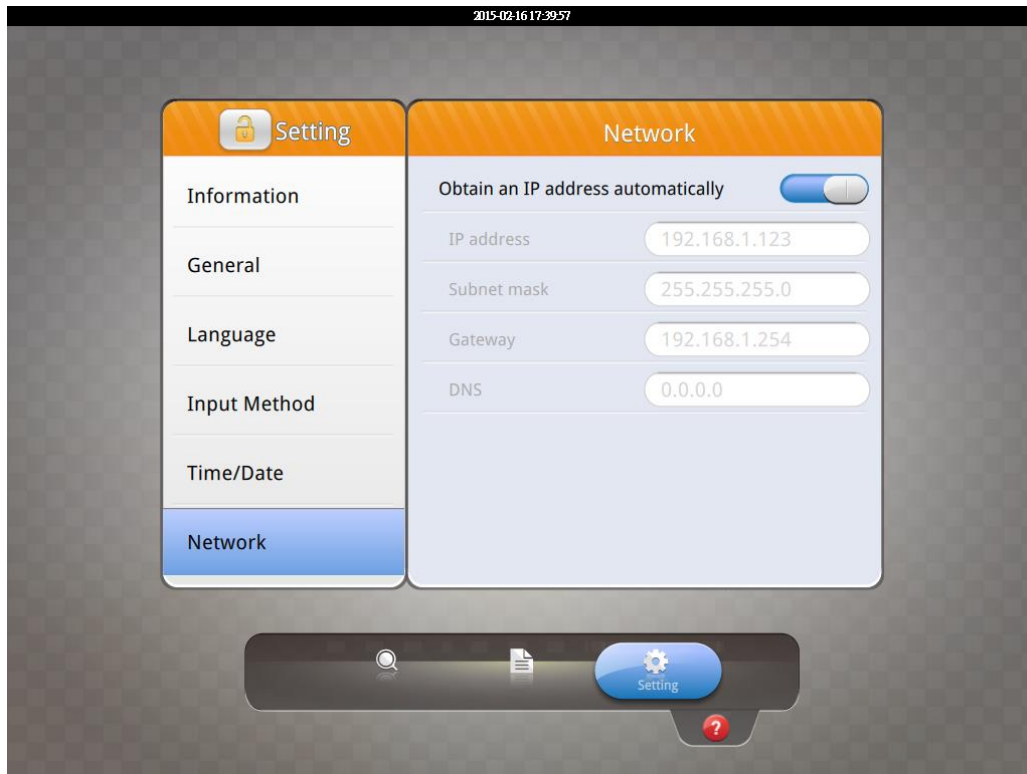 2015-02-16 17:39:57
Setting
Information
General
Language
Input Method
Time/Date
Network
Network
Obtain an IP address automatically
IP address 192.168.1.123
Subnet mask 255.255.255.0
Gateway 192.168.1.254
DNS 0.0.0.0
Setting
?